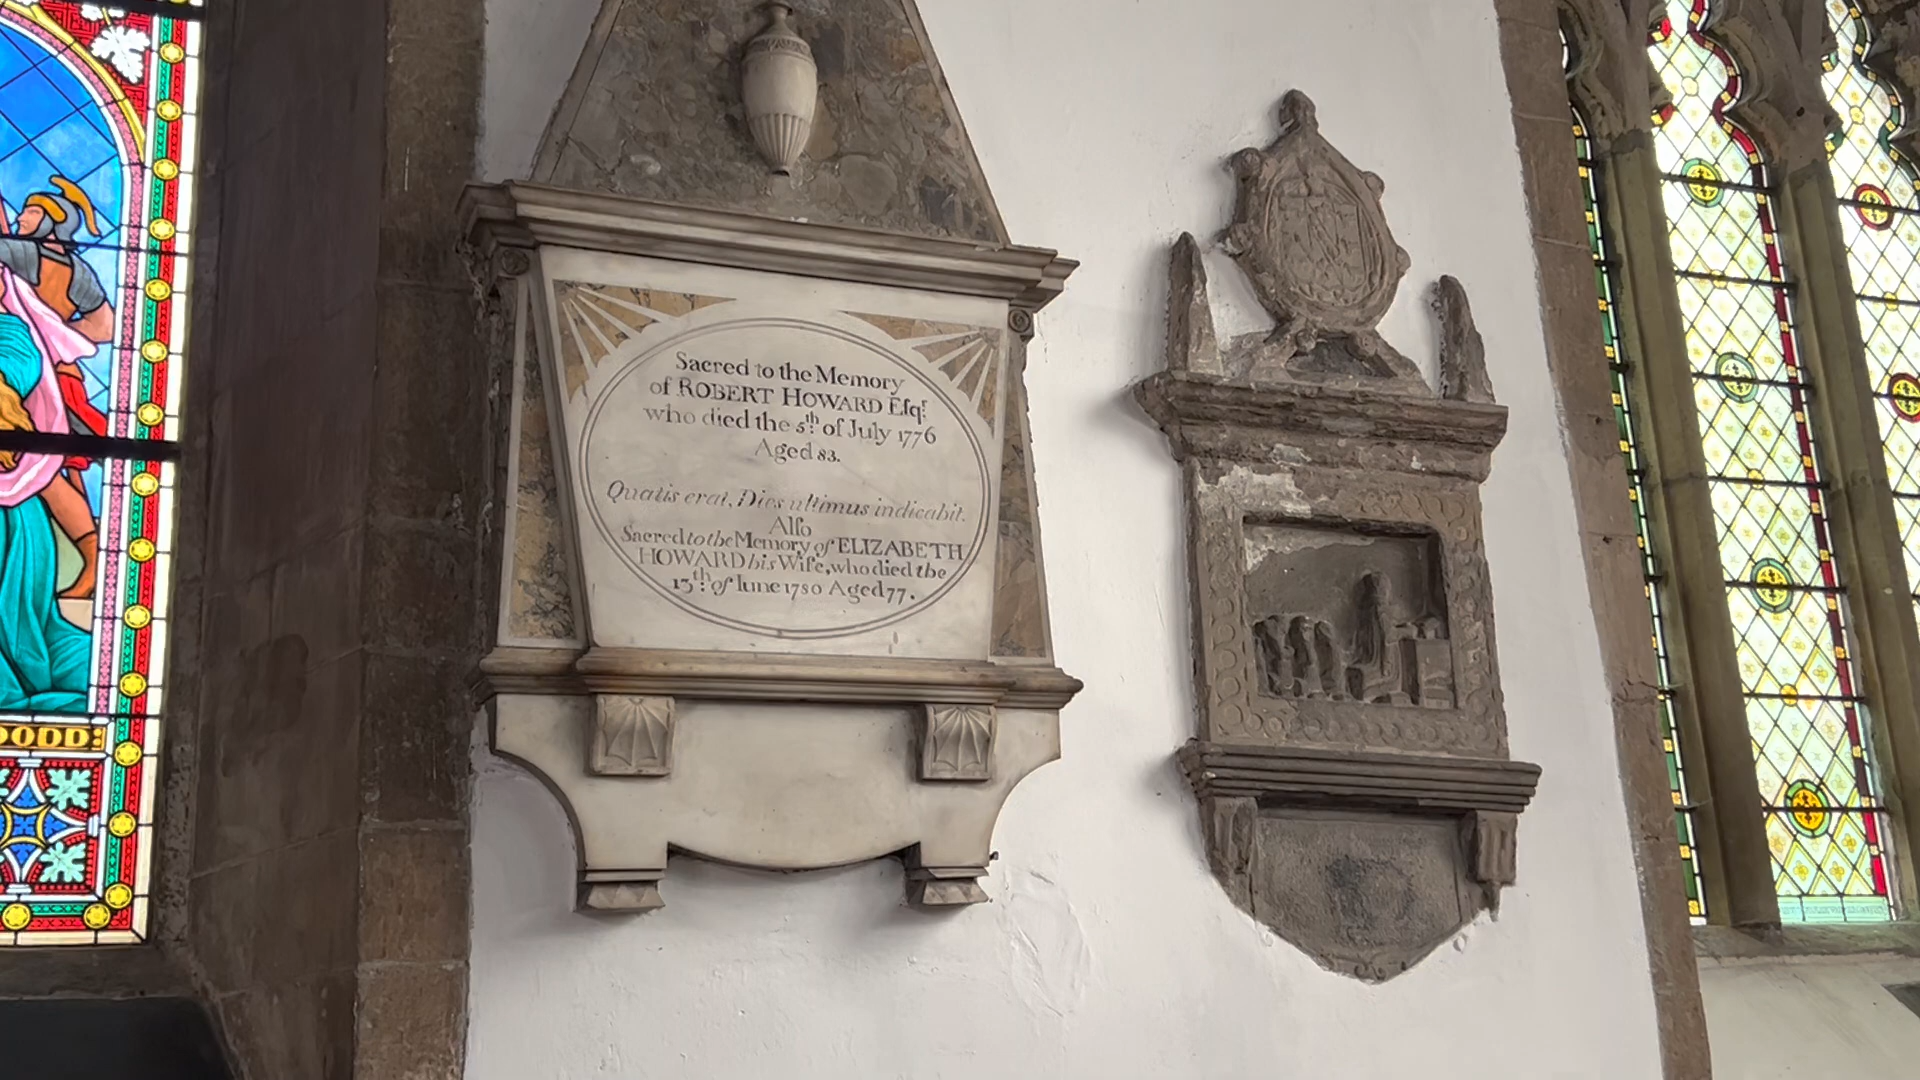 Sacred to the Memory
of ROBERT HOWARD Eſqr.
who died the 5th. of July 1776
Aged 83.
Qualis erat, Dies ultimus indicabit.
Alſo
Sacred to the Memory of ELIZABETH
HOWARD his Wife, who died the
13th. of Iune 1780 Aged 77.
DODD: